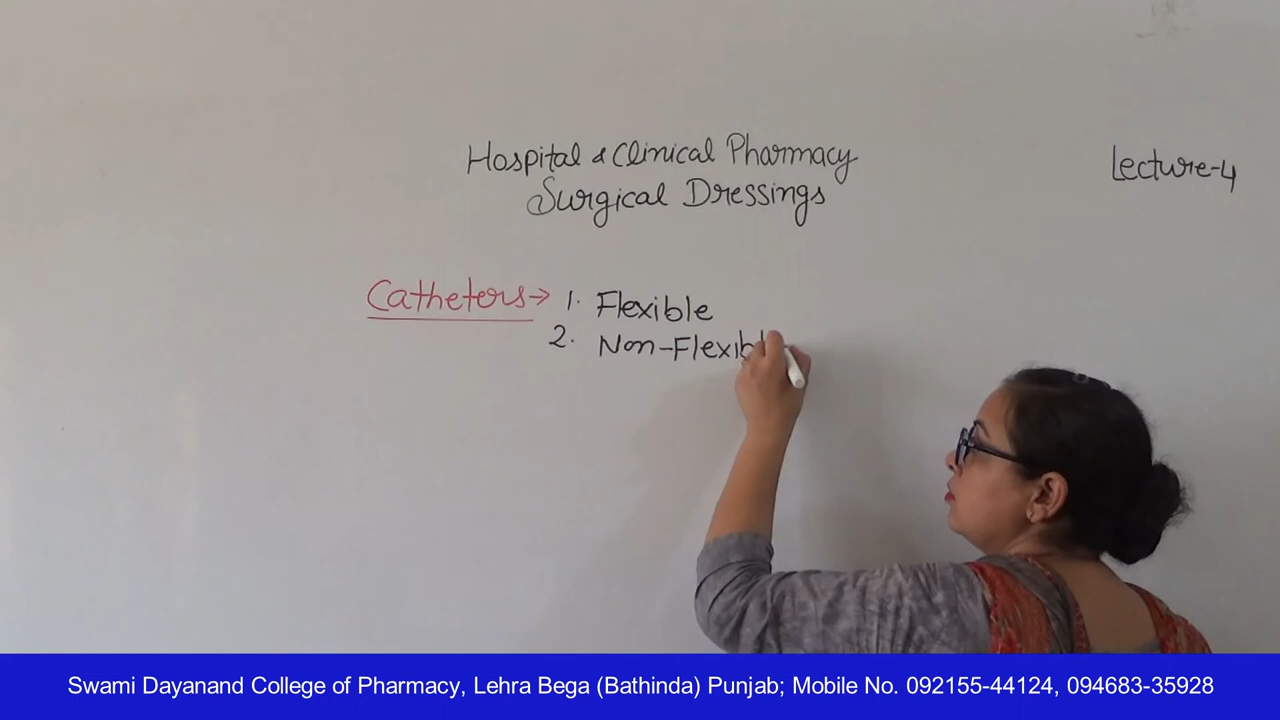 Hospital & Clinical Pharmacy
Lecture-4
Surgical Dressings
Catheters→ 1. Flexible
2. Non-Flexibl
Swami Dayanand College of Pharmacy, Lehra Bega (Bathinda) Punjab; Mobile No. 092155-44124, 094683-35928